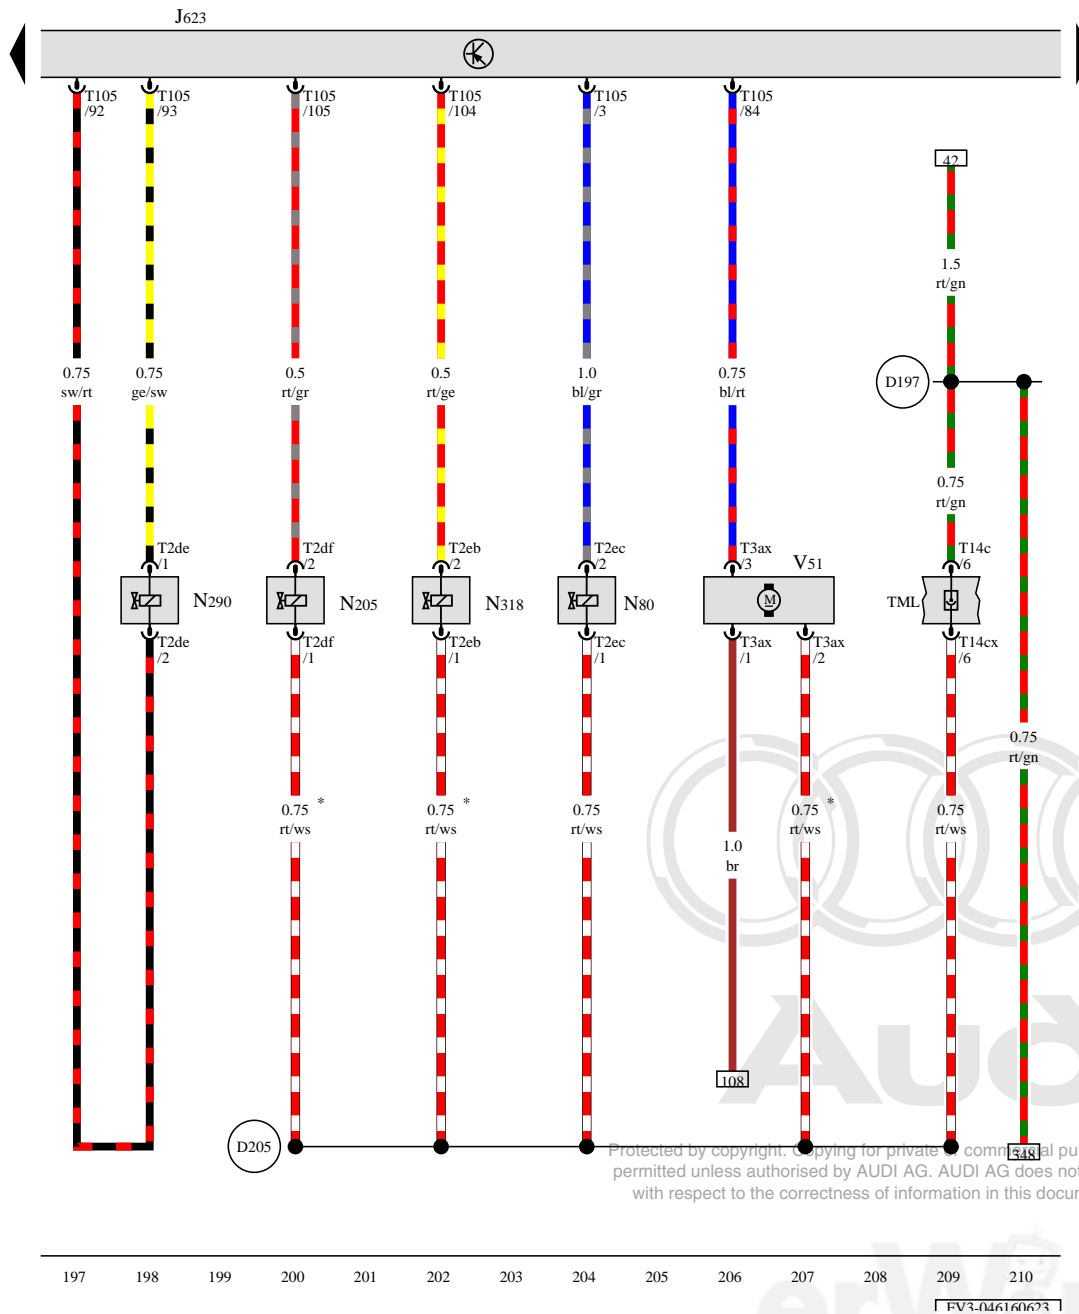 J623
T105 /92
T105 /93
T105 /105
T105 /104
T105 /3
T105 /84
42
1.5 rt/gn
0.75 sw/rt
0.75 ge/sw
0.5 rt/gr
0.5 rt/ge
1.0 bl/gr
0.75 bl/rt
D197
0.75 rt/gn
T2de /1
T2df /2
T2eb /2
T2ec /2
T3ax /3
V51
T14c /6
N290
N205
N318
N80
M
TML
T2de /2
T2df /1
T2eb /1
T2ec /1
T3ax /1
T3ax /2
T14cx /6
0.75 rt/gn
0.75 * rt/ws
0.75 * rt/ws
0.75 rt/ws
0.75 * rt/ws
0.75 rt/ws
1.0 br
Audi
108
D205
348
Protected by copyright. Copying for private or commercial pu
permitted unless authorised by AUDI AG. AUDI AG does not
with respect to the correctness of information in this docu
197 198 199 200 201 202 203 204 205 206 207 208 209 210
FV3-046160623